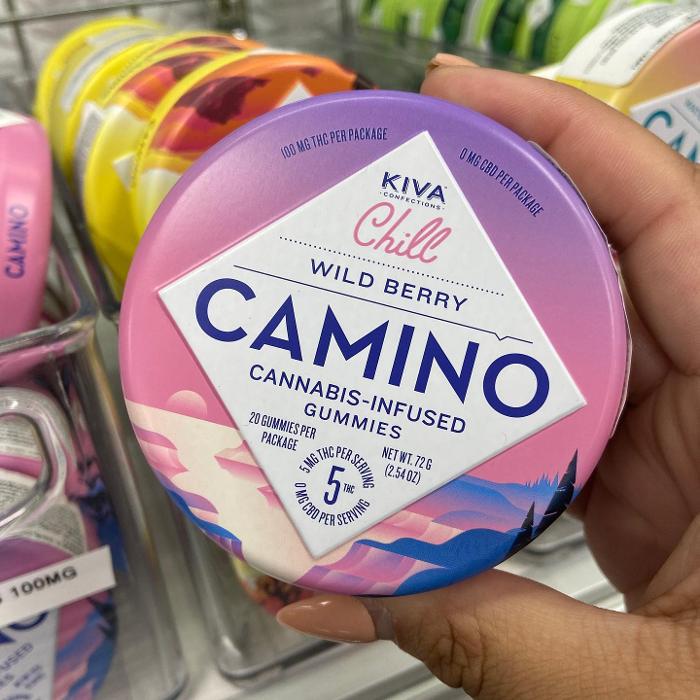 100 MG THC PER PACKAGE
0 MG CBD PER PACKAGE
KIVA
CONFECTIONS
Chill
WILD BERRY
CAMINO
CANNABIS-INFUSED
GUMMIES
20 GUMMIES PER
PACKAGE
5 MG THC PER SERVING
5 THC
0 MG CBD PER SERVING
NET WT. 72 G
(2.54 OZ)
CAMINO
100MG